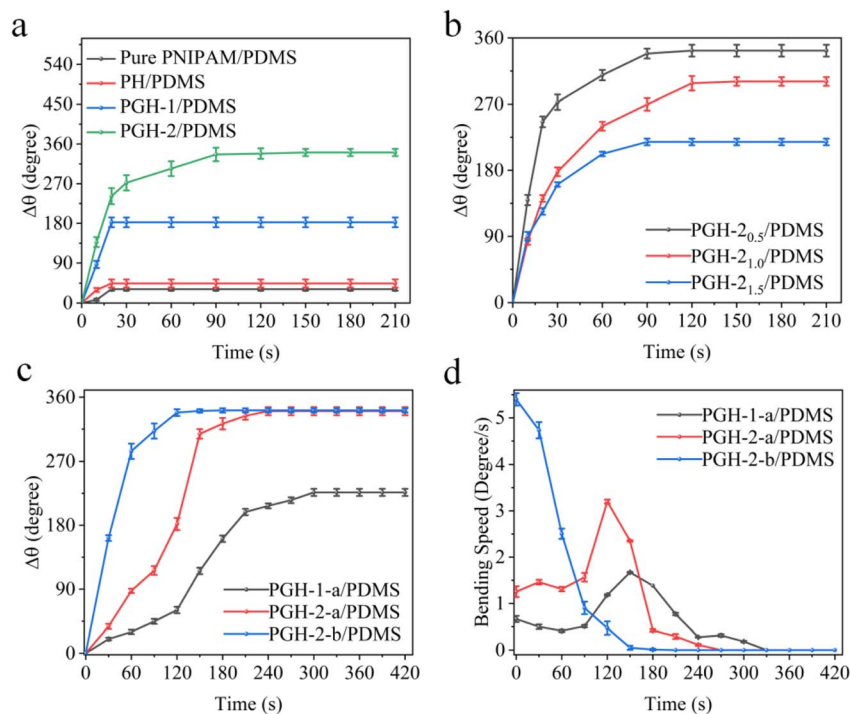 a
Pure PNIPAM/PDMS
PH/PDMS
PGH-1/PDMS
PGH-2/PDMS
540
450
360
270
180
90
0
Δθ (degree)
0 30 60 90 120 150 180 210
Time (s)
b
360
270
180
90
0
Δθ (degree)
PGH-2₀.₅/PDMS
PGH-2₁.₀/PDMS
PGH-2₁.₅/PDMS
0 30 60 90 120 150 180 210
Time (s)
c
360
270
180
90
0
Δθ (degree)
PGH-1-a/PDMS
PGH-2-a/PDMS
PGH-2-b/PDMS
0 60 120 180 240 300 360 420
Time (s)
d
5
4
3
2
1
0
Bending Speed (Degree/s)
PGH-1-a/PDMS
PGH-2-a/PDMS
PGH-2-b/PDMS
0 60 120 180 240 300 360 420
Time (s)